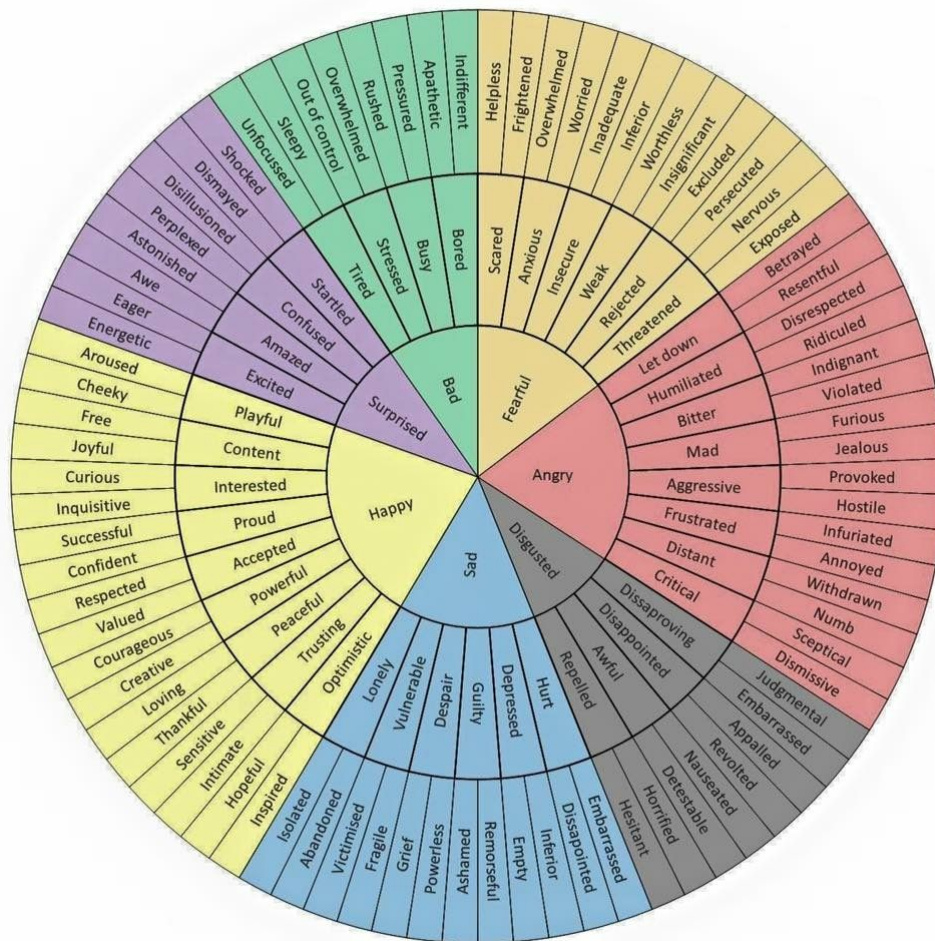 Bad
Fearful
Angry
Disgusted
Sad
Happy
Surprised
Tired
Stressed
Busy
Bored
Scared
Anxious
Insecure
Weak
Rejected
Threatened
Let down
Humiliated
Bitter
Mad
Aggressive
Frustrated
Distant
Critical
Dissaproving
Disappointed
Awful
Repelled
Hurt
Depressed
Guilty
Despair
Vulnerable
Lonely
Optimistic
Trusting
Peaceful
Powerful
Accepted
Proud
Interested
Content
Playful
Excited
Amazed
Confused
Startled
Unfocussed
Sleepy
Out of control
Overwhelmed
Rushed
Pressured
Apathetic
Indifferent
Helpless
Frightened
Overwhelmed
Worried
Inadequate
Inferior
Worthless
Insignificant
Excluded
Persecuted
Nervous
Exposed
Betrayed
Resentful
Disrespected
Ridiculed
Indignant
Violated
Furious
Jealous
Provoked
Hostile
Infuriated
Annoyed
Withdrawn
Numb
Sceptical
Dismissive
Judgmental
Embarrassed
Appalled
Revolted
Nauseated
Detestable
Horrified
Hesitant
Embarrassed
Dissapointed
Inferior
Empty
Remorseful
Ashamed
Powerless
Grief
Fragile
Victimised
Abandoned
Isolated
Inspired
Hopeful
Intimate
Sensitive
Thankful
Loving
Creative
Courageous
Valued
Respected
Confident
Successful
Inquisitive
Curious
Joyful
Free
Cheeky
Aroused
Energetic
Eager
Awe
Astonished
Perplexed
Disillusioned
Dismayed
Shocked